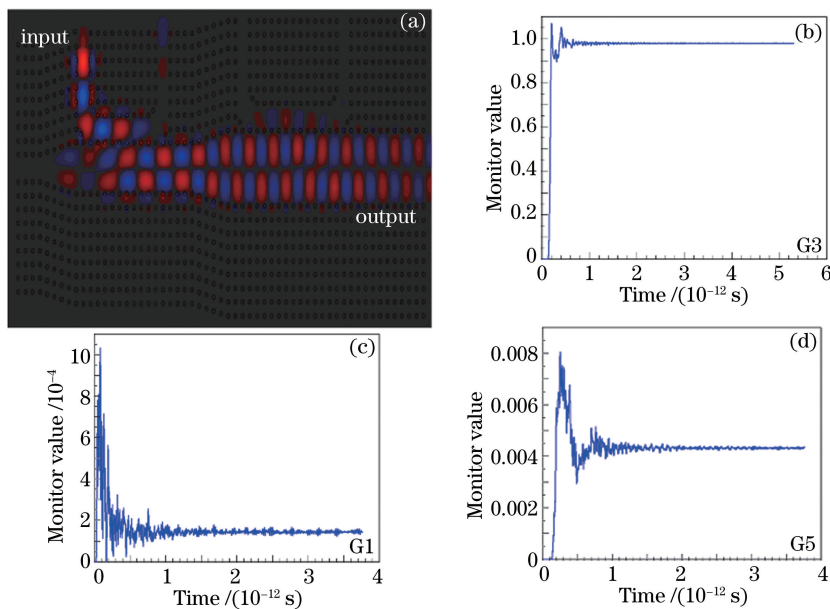 (a)
input
output
(b)
1.0
0.8
0.6
0.4
0.2
0
Monitor value
0 1 2 3 4 5 6
Time /(10⁻¹² s)
G3
(c)
10
8
6
4
2
0
Monitor value /10⁻⁴
0 1 2 3 4
Time /(10⁻¹² s)
G1
(d)
0.008
0.006
0.004
0.002
0
Monitor value
0 1 2 3 4
Time /(10⁻¹² s)
G5